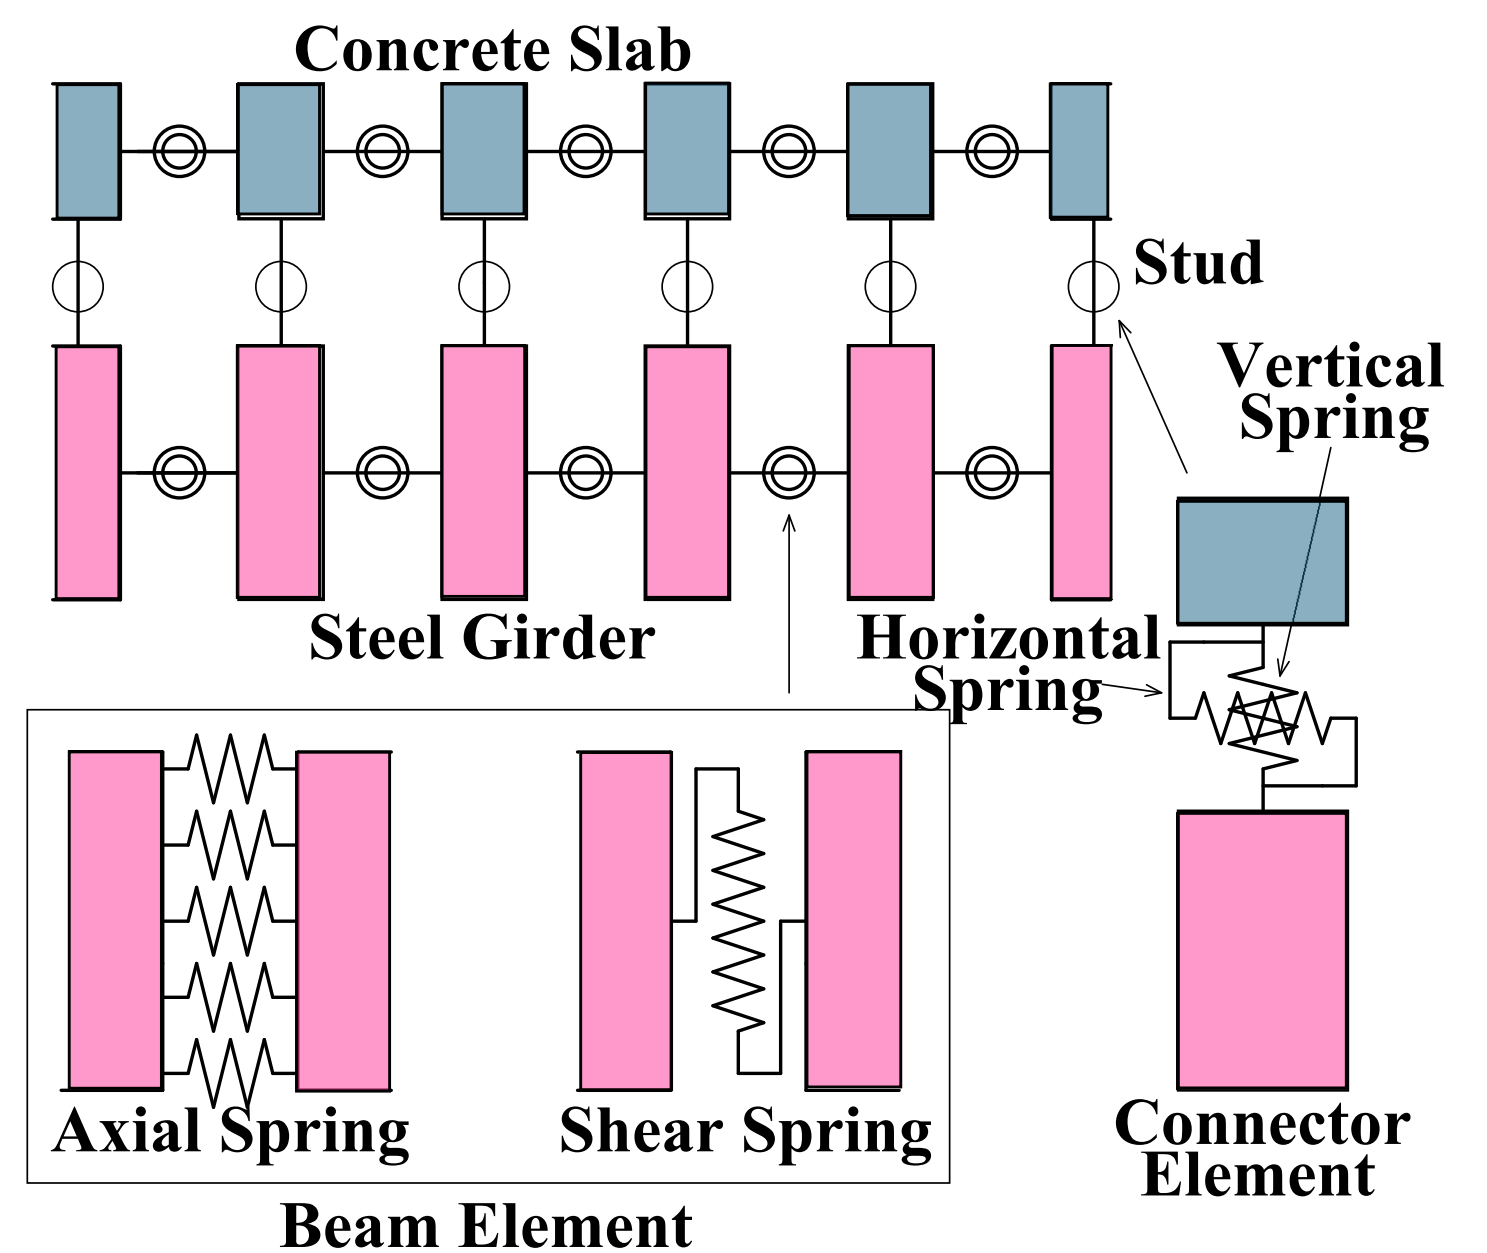 Concrete Slab
Stud
Vertical
Spring
Steel Girder
Horizontal
Spring
Axial Spring
Shear Spring
Connector
Element
Beam Element